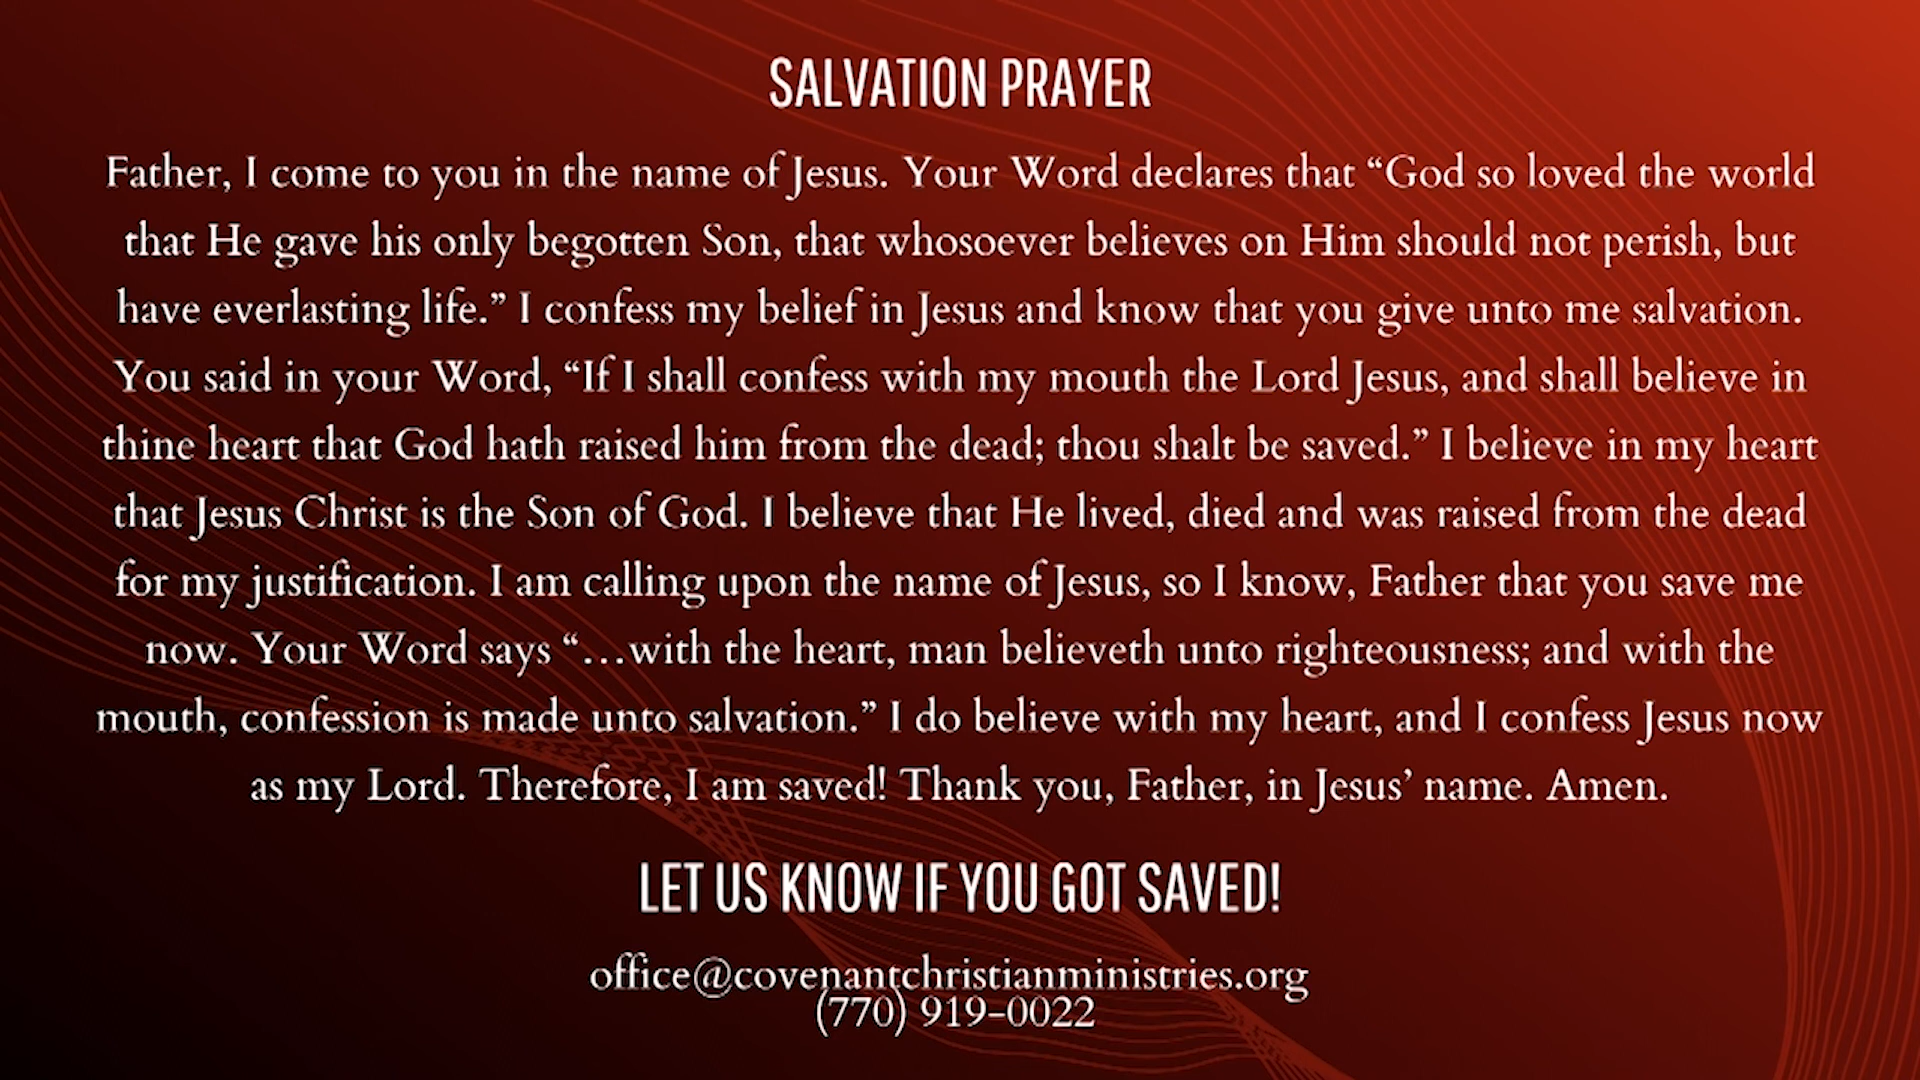 SALVATION PRAYER
Father, I come to you in the name of Jesus. Your Word declares that “God so loved the world
that He gave his only begotten Son, that whosoever believes on Him should not perish, but
have everlasting life.” I confess my belief in Jesus and know that you give unto me salvation.
You said in your Word, “If I shall confess with my mouth the Lord Jesus, and shall believe in
thine heart that God hath raised him from the dead; thou shalt be saved.” I believe in my heart
that Jesus Christ is the Son of God. I believe that He lived, died and was raised from the dead
for my justification. I am calling upon the name of Jesus, so I know, Father that you save me
now. Your Word says “…with the heart, man believeth unto righteousness; and with the
mouth, confession is made unto salvation.” I do believe with my heart, and I confess Jesus now
as my Lord. Therefore, I am saved! Thank you, Father, in Jesus’ name. Amen.
LET US KNOW IF YOU GOT SAVED!
office@covenantchristianministries.org
(770) 919-0022